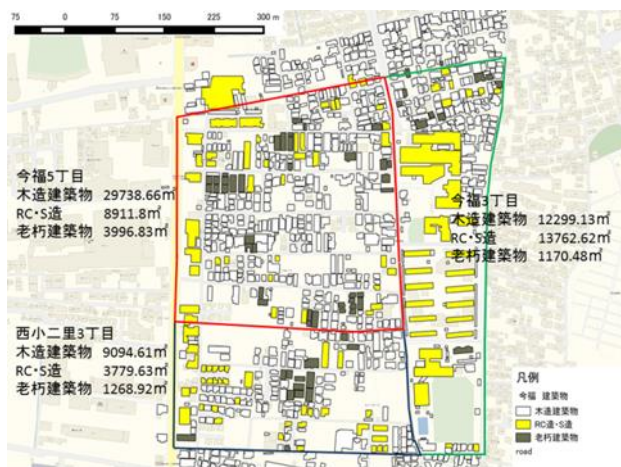 75 0 75 150 225 300 m
今福5丁目
木造建築物 29738.66㎡
RC・S造 8911.8㎡
老朽建築物 3996.83㎡
今福3丁目
木造建築物 12299.13㎡
RC・S造 13762.62㎡
老朽建築物 1170.48㎡
西小二里3丁目
木造建築物 9094.61㎡
RC・S造 3779.63㎡
老朽建築物 1268.92㎡
凡例
今福 建築物
木造建築物
RC造・S造
老朽建築物
roed